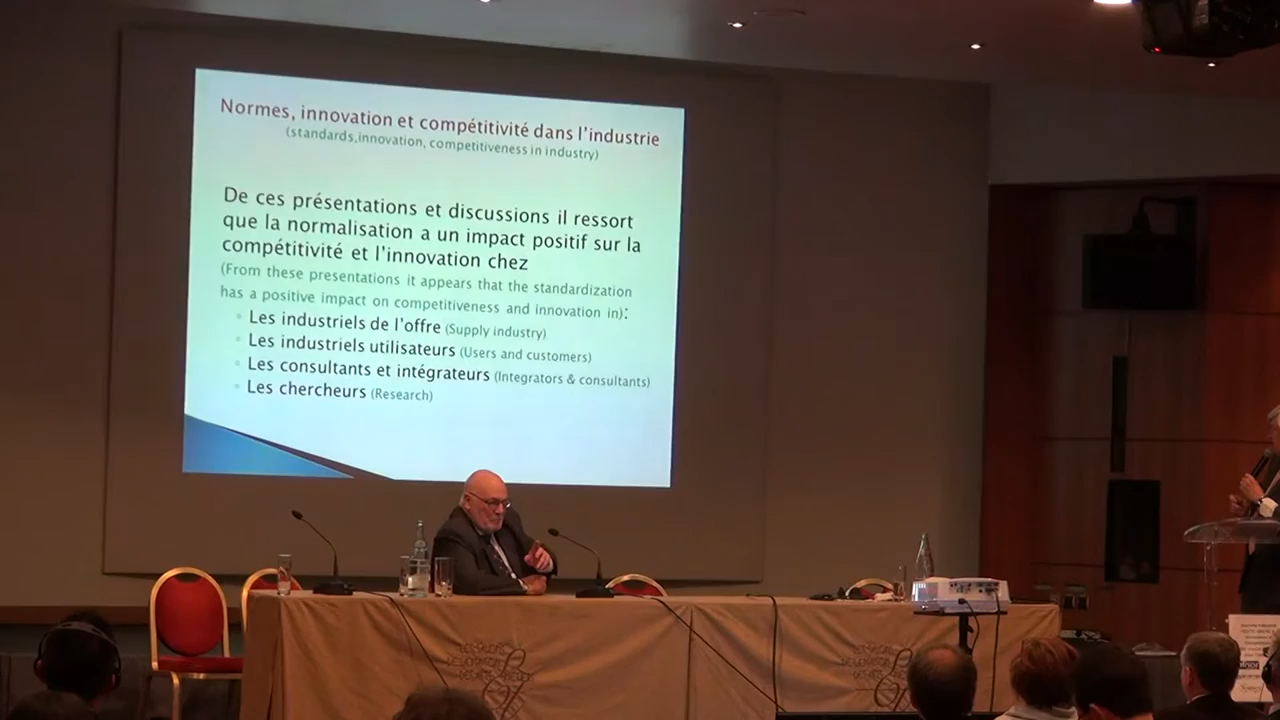 Normes, innovation et compétitivité dans l'industrie
(standards,innovation, competitiveness in industry)
De ces présentations et discussions il ressort
que la normalisation a un impact positif sur la
compétitivité et l'innovation chez
(From these presentations it appears that the standardization
has a positive impact on competitiveness and innovation in):
Les industriels de l'offre (Supply industry)
Les industriels utilisateurs (Users and customers)
Les consultants et intégrateurs (Integrators & consultants)
Les chercheurs (Research)